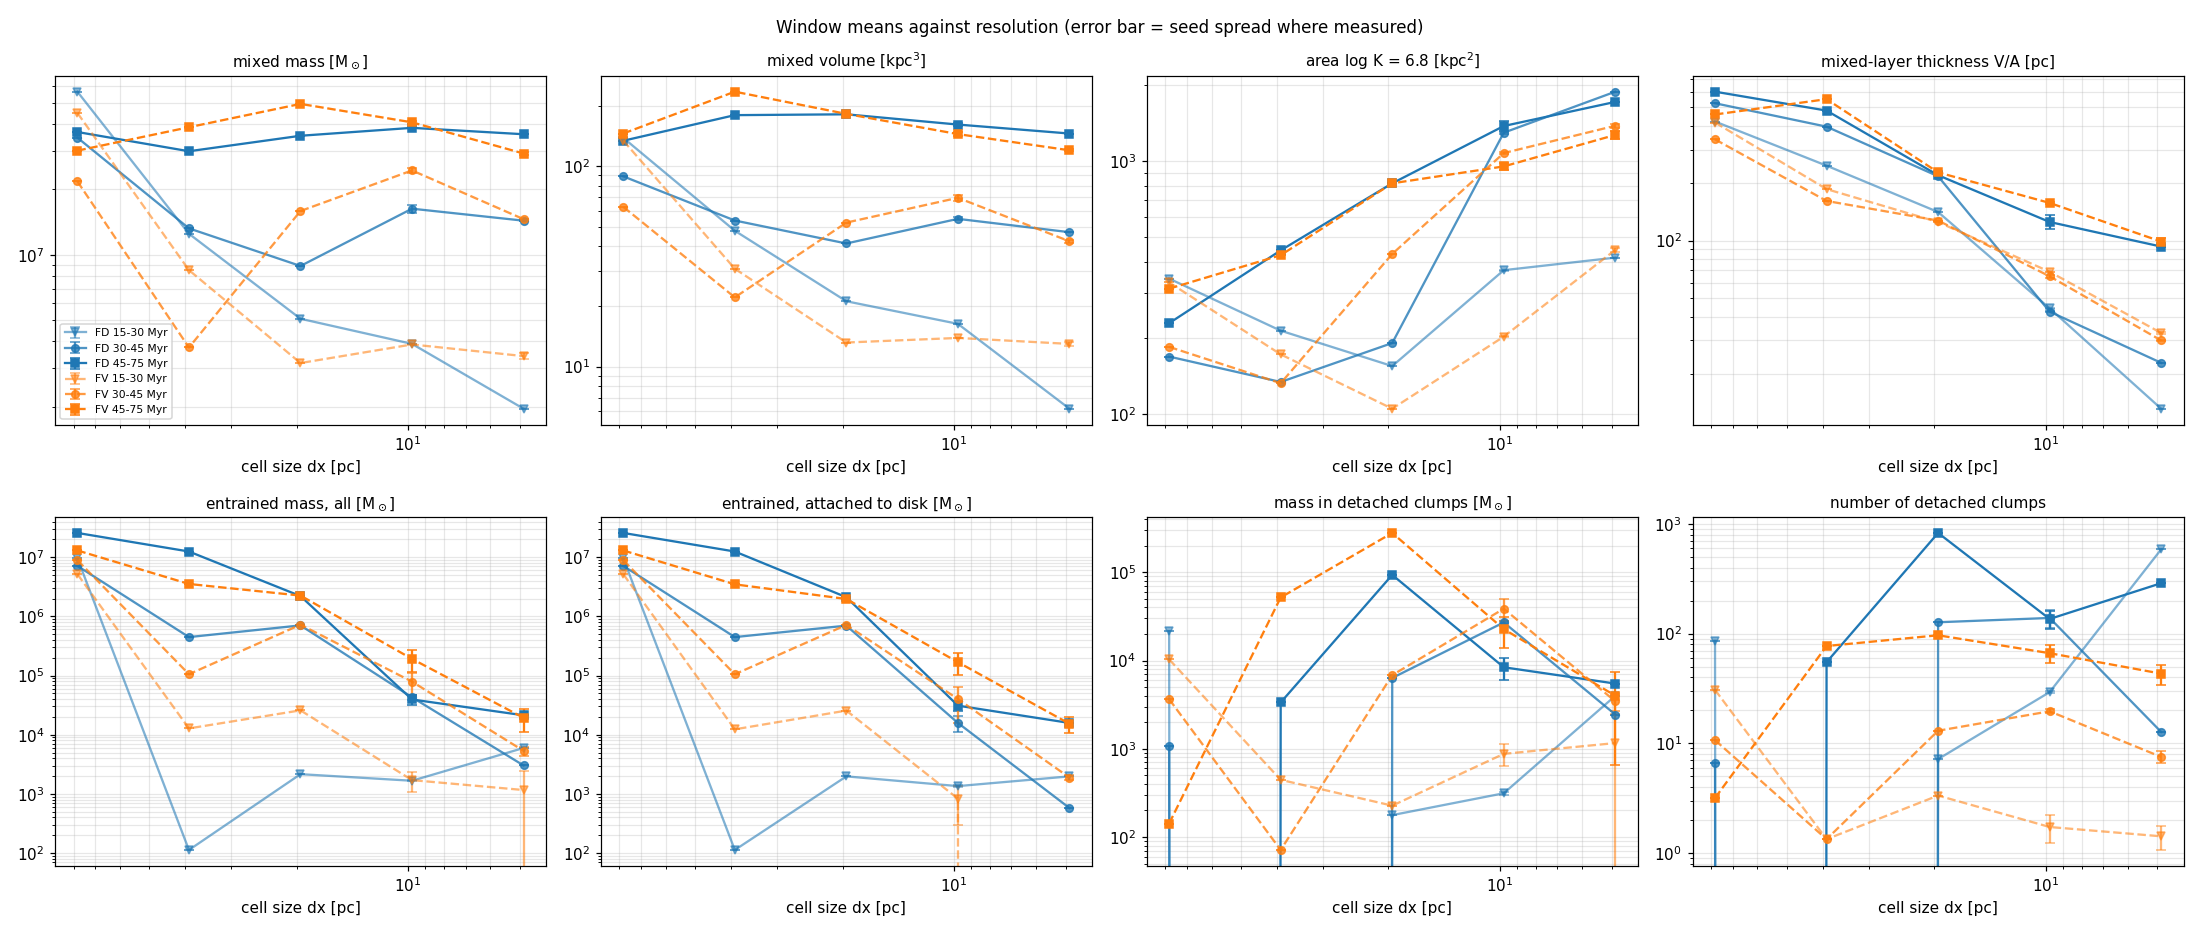 Window means against resolution (error bar = seed spread where measured)
mixed mass [M⊙]
mixed volume [kpc³]
area log K = 6.8 [kpc²]
mixed-layer thickness V/A [pc]
10⁷
10²
10¹
10³
10²
10²
FD 15-30 Myr
FD 30-45 Myr
FD 45-75 Myr
FV 15-30 Myr
FV 30-45 Myr
FV 45-75 Myr
10¹
10¹
10¹
10¹
cell size dx [pc]
cell size dx [pc]
cell size dx [pc]
cell size dx [pc]
entrained mass, all [M⊙]
entrained, attached to disk [M⊙]
mass in detached clumps [M⊙]
number of detached clumps
10⁷
10⁶
10⁵
10⁴
10³
10²
10⁷
10⁶
10⁵
10⁴
10³
10²
10⁵
10⁴
10³
10²
10³
10²
10¹
10⁰
10¹
10¹
10¹
10¹
cell size dx [pc]
cell size dx [pc]
cell size dx [pc]
cell size dx [pc]